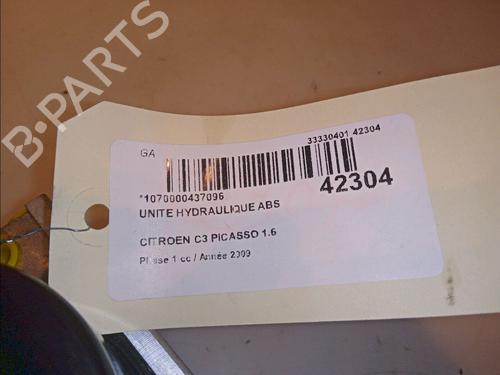 B-PARTS
GA
33330401 42304
*1070000437096
42304
UNITE HYDRAULIQUE ABS
CITROEN C3 PICASSO 1.6
Phase 1 cc / Année 2009